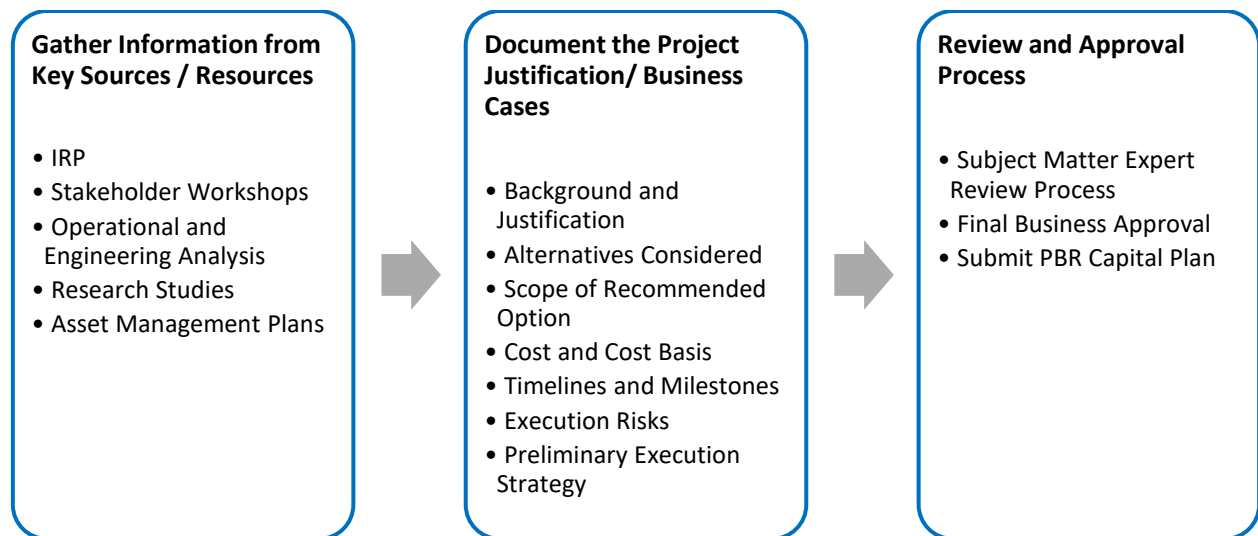 Gather Information from
Key Sources / Resources
• IRP
• Stakeholder Workshops
• Operational and
Engineering Analysis
• Research Studies
• Asset Management Plans
Document the Project
Justification/ Business
Cases
• Background and
Justification
• Alternatives Considered
• Scope of Recommended
Option
• Cost and Cost Basis
• Timelines and Milestones
• Execution Risks
• Preliminary Execution
Strategy
Review and Approval
Process
• Subject Matter Expert
Review Process
• Final Business Approval
• Submit PBR Capital Plan